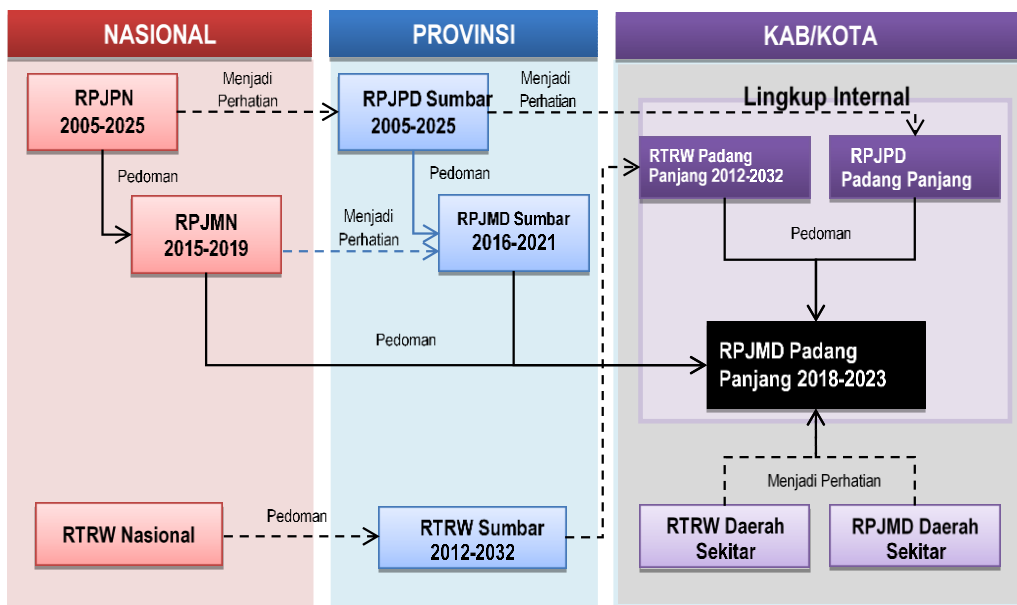 NASIONAL
PROVINSI
KAB/KOTA
RPJPN
2005-2025
Menjadi
Perhatian
RPJPD Sumbar
2005-2025
Menjadi
Perhatian
Lingkup Internal
RTRW Padang
Panjang 2012-2032
RPJPD
Padang Panjang
Pedoman
Pedoman
RPJMN
2015-2019
Menjadi
Perhatian
RPJMD Sumbar
2016-2021
Pedoman
Pedoman
RPJMD Padang
Panjang 2018-2023
Menjadi Perhatian
RTRW Nasional
Pedoman
RTRW Sumbar
2012-2032
RTRW Daerah
Sekitar
RPJMD Daerah
Sekitar